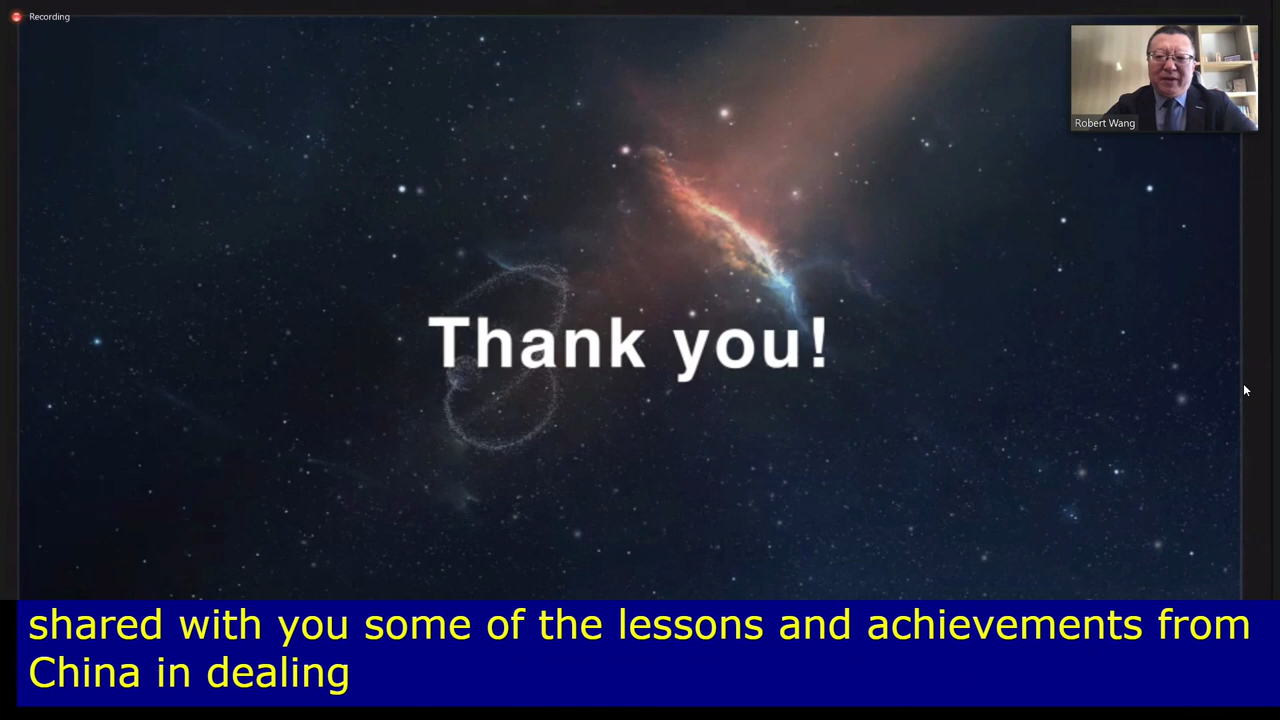 Recording
Robert Wang
Thank you!
shared with you some of the lessons and achievements from
China in dealing